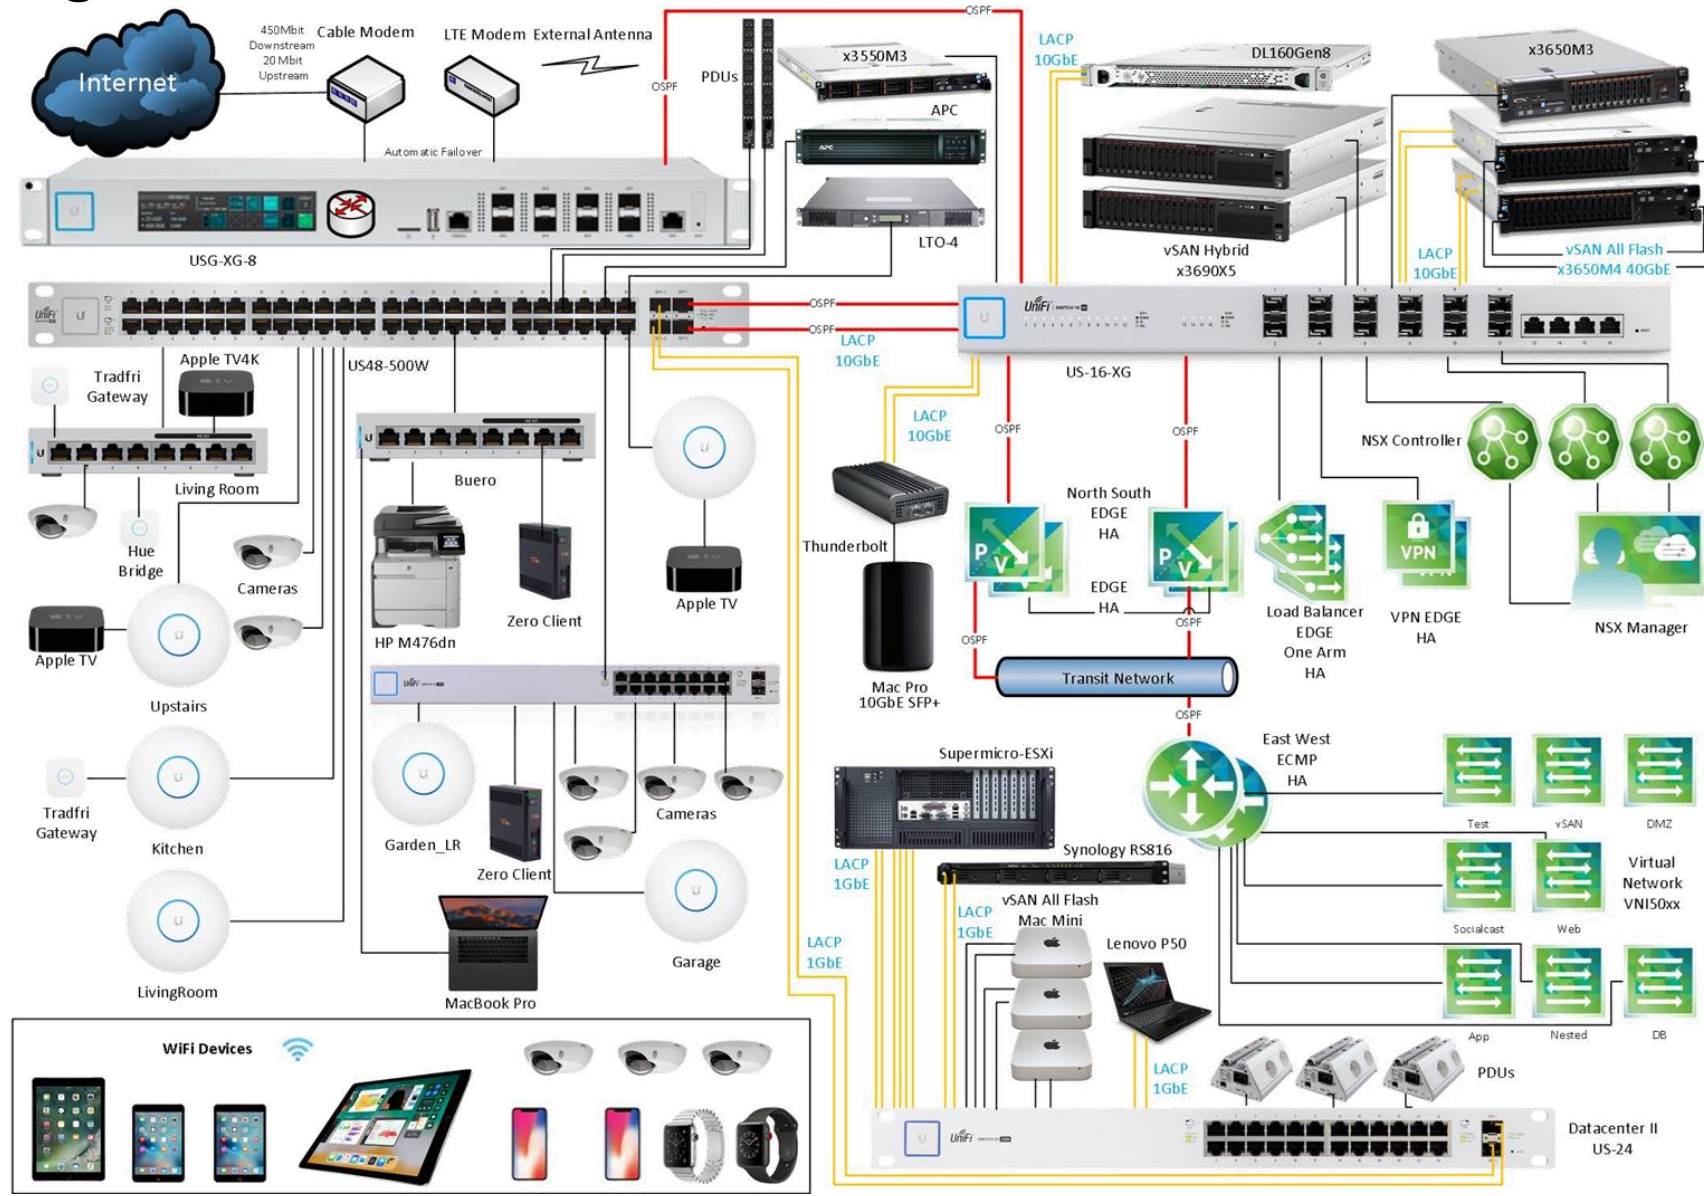 450Mbit
Downstream
20 Mbit
Upstream
Cable Modem
LTE Modem
External Antenna
Internet
Automatic Failover
OSPF
OSPF
PDUs
x3550M3
APC
APC
LTO-4
LACP
10GbE
DL160Gen8
x3650M3
vSAN Hybrid
x3690X5
LACP
10GbE
vSAN All Flash
x3650M4 40GbE
USG-XG-8
UniFi
US48-500W
OSPF
OSPF
LACP
10GbE
UniFi
US-16-XG
Apple TV4K
Tradfri
Gateway
Living Room
Hue
Bridge
Cameras
Apple TV
Upstairs
Tradfri
Gateway
Kitchen
LivingRoom
Buero
HP M476dn
Zero Client
tv
Apple TV
LACP
10GbE
Thunderbolt
Mac Pro
10GbE SFP+
OSPF
OSPF
North South
EDGE
HA
P
V
P
V
EDGE
HA
OSPF
OSPF
Transit Network
OSPF
Load Balancer
EDGE
One Arm
HA
VPN
VPN EDGE
HA
NSX Controller
NSX Manager
UniFi
Garden_LR
Zero Client
Cameras
Garage
MacBook Pro
LACP
1GbE
Supermicro-ESXi
LACP
1GbE
Synology RS816
LACP
1GbE
vSAN All Flash
Mac Mini
Lenovo P50
LACP
1GbE
East West
ECMP
HA
Test
vSAN
DMZ
Socialcast
Web
Virtual
Network
VNI50xx
App
Nested
DB
PDUs
UniFi
Datacenter II
US-24
WiFi Devices